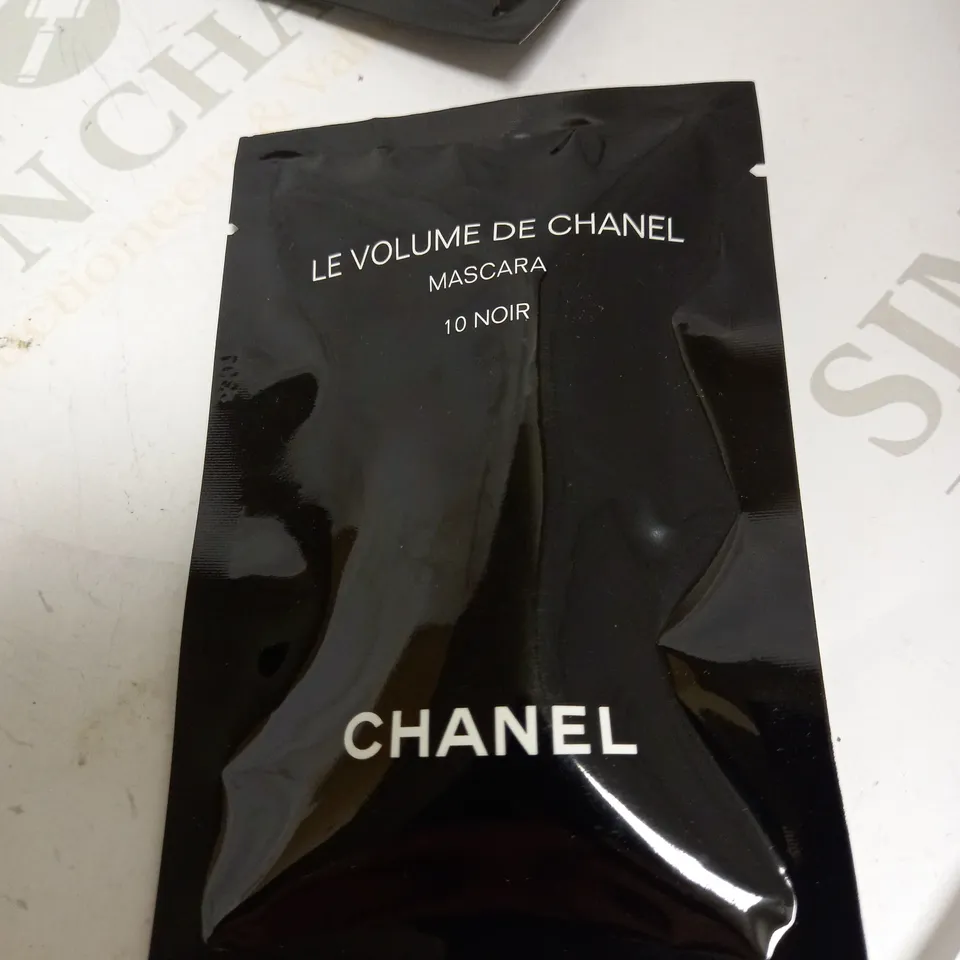 LE VOLUME DE CHANEL
MASCARA
10 NOIR
CHANEL